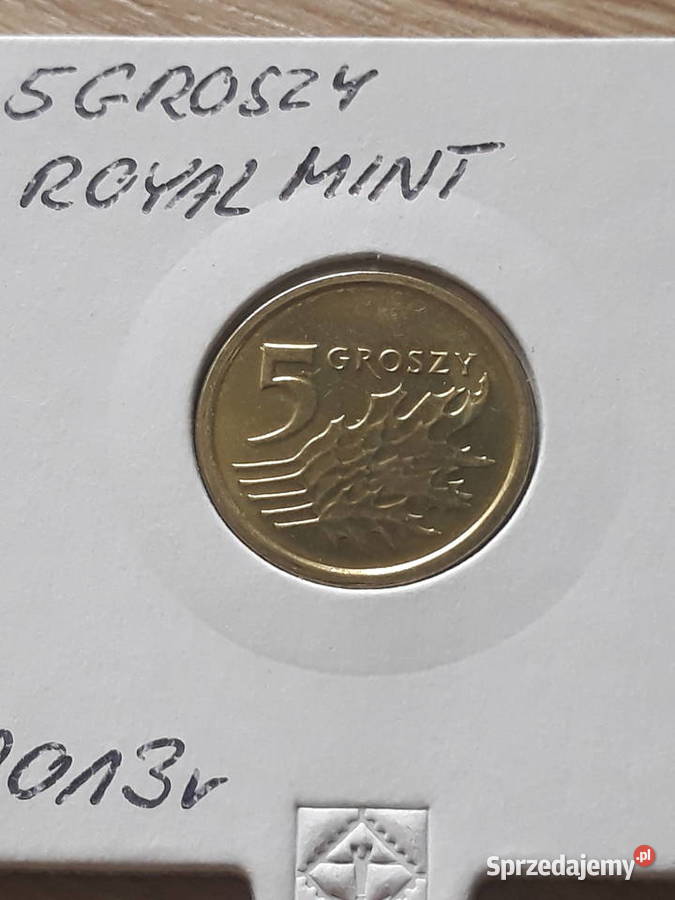 5 GROSZY
ROYAL MINT
5 GROSZY
2013r
Sprzedajemy.pl